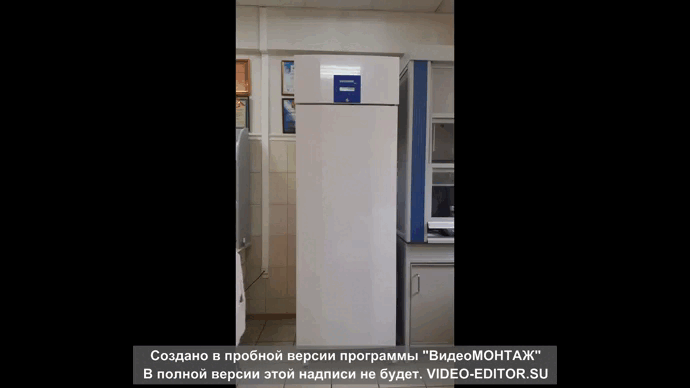 Создано в пробной версии программы "ВидеоМОНТАЖ"
В полной версии этой надписи не будет. VIDEO-EDITOR.SU